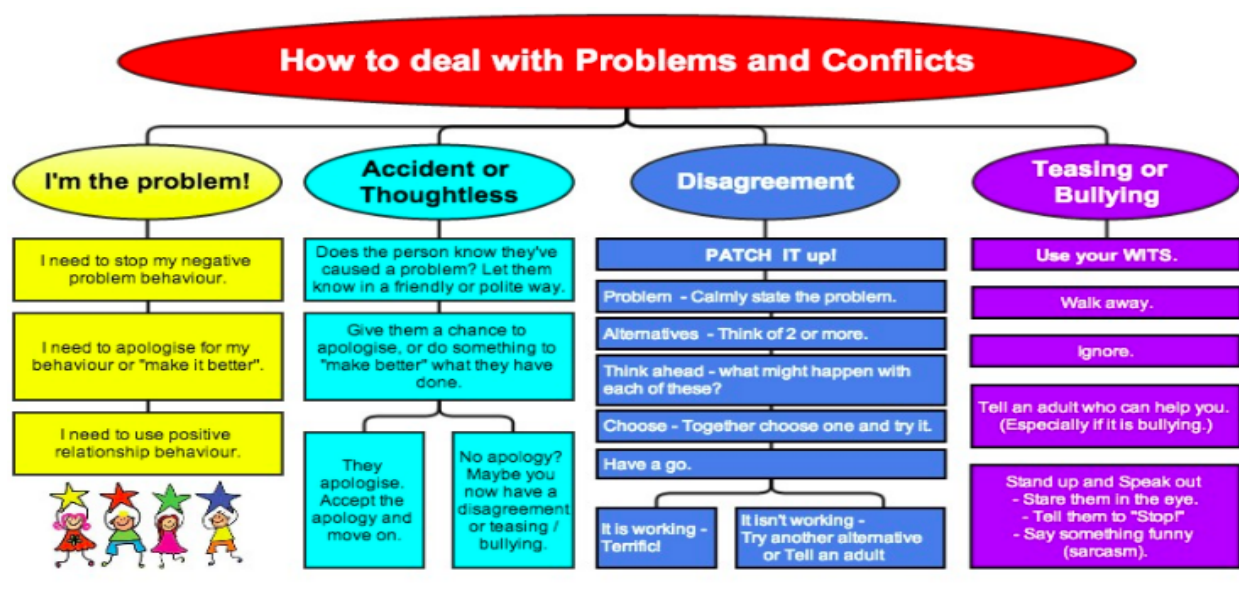 How to deal with Problems and Conflicts
I'm the problem!
I need to stop my negative
problem behaviour.
I need to apologise for my
behaviour or "make it better".
I need to use positive
relationship behaviour.
Accident or
Thoughtless
Does the person know they've
caused a problem? Let them
know in a friendly or polite way.
Give them a chance to
apologise, or do something to
"make better" what they have
done.
They
apologise.
Accept the
apology and
move on.
No apology?
Maybe you
now have a
disagreement
or teasing /
bullying.
Disagreement
PATCH IT up!
Problem - Calmly state the problem.
Alternatives - Think of 2 or more.
Think ahead - what might happen with
each of these?
Choose - Together choose one and try it.
Have a go.
It is working -
Terrific!
It isn't working -
Try another alternative
or Tell an adult
Teasing or
Bullying
Use your WITS.
Walk away.
Ignore.
Tell an adult who can help you.
(Especially if it is bullying.)
Stand up and Speak out
- Stare them in the eye.
- Tell them to "Stop!"
- Say something funny
(sarcasm).